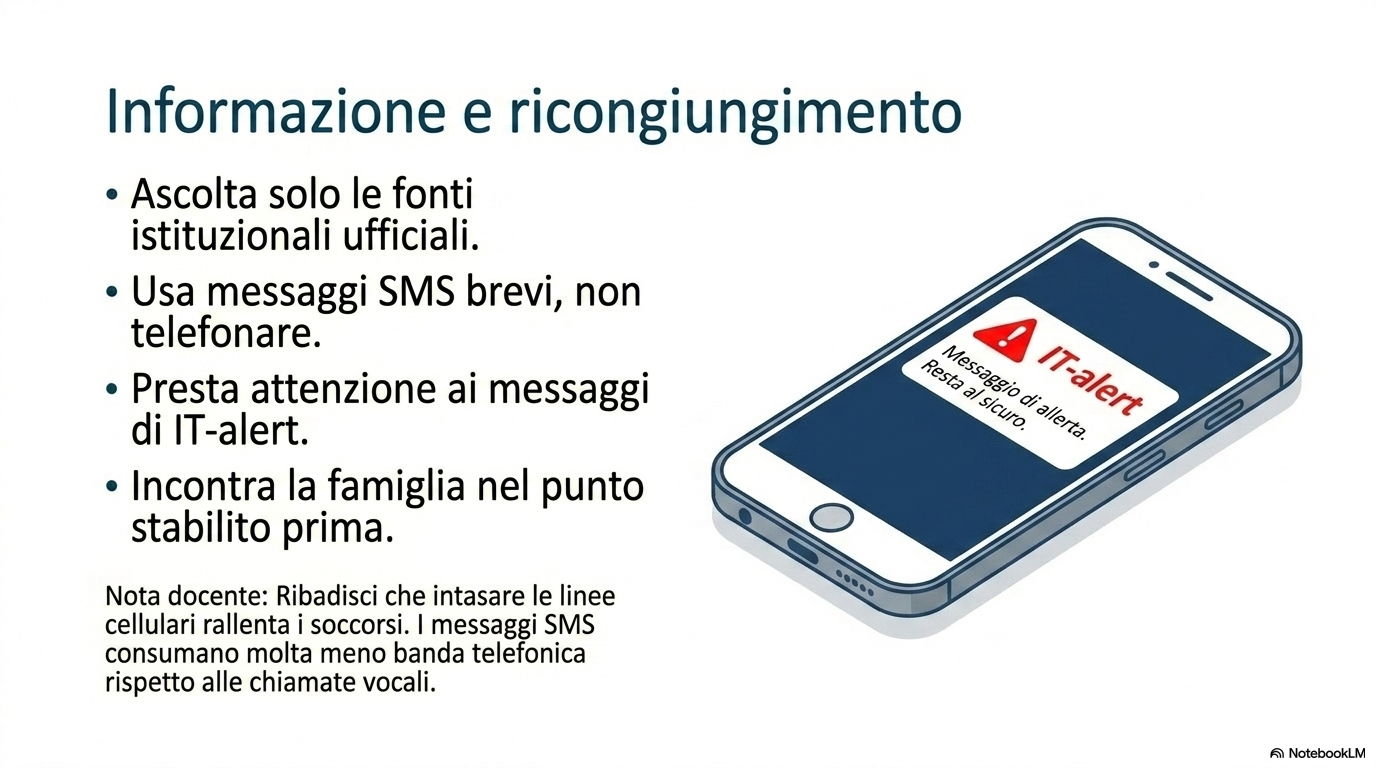 Informazione e ricongiungimento
• Ascolta solo le fonti
istituzionali ufficiali.
• Usa messaggi SMS brevi, non
telefonare.
• Presta attenzione ai messaggi
di IT-alert.
• Incontra la famiglia nel punto
stabilito prima.
Nota docente: Ribadisci che intasare le linee
cellulari rallenta i soccorsi. I messaggi SMS
consumano molta meno banda telefonica
rispetto alle chiamate vocali.
IT-alert
Messaggio di allerta.
Resta al sicuro.
NotebookLM